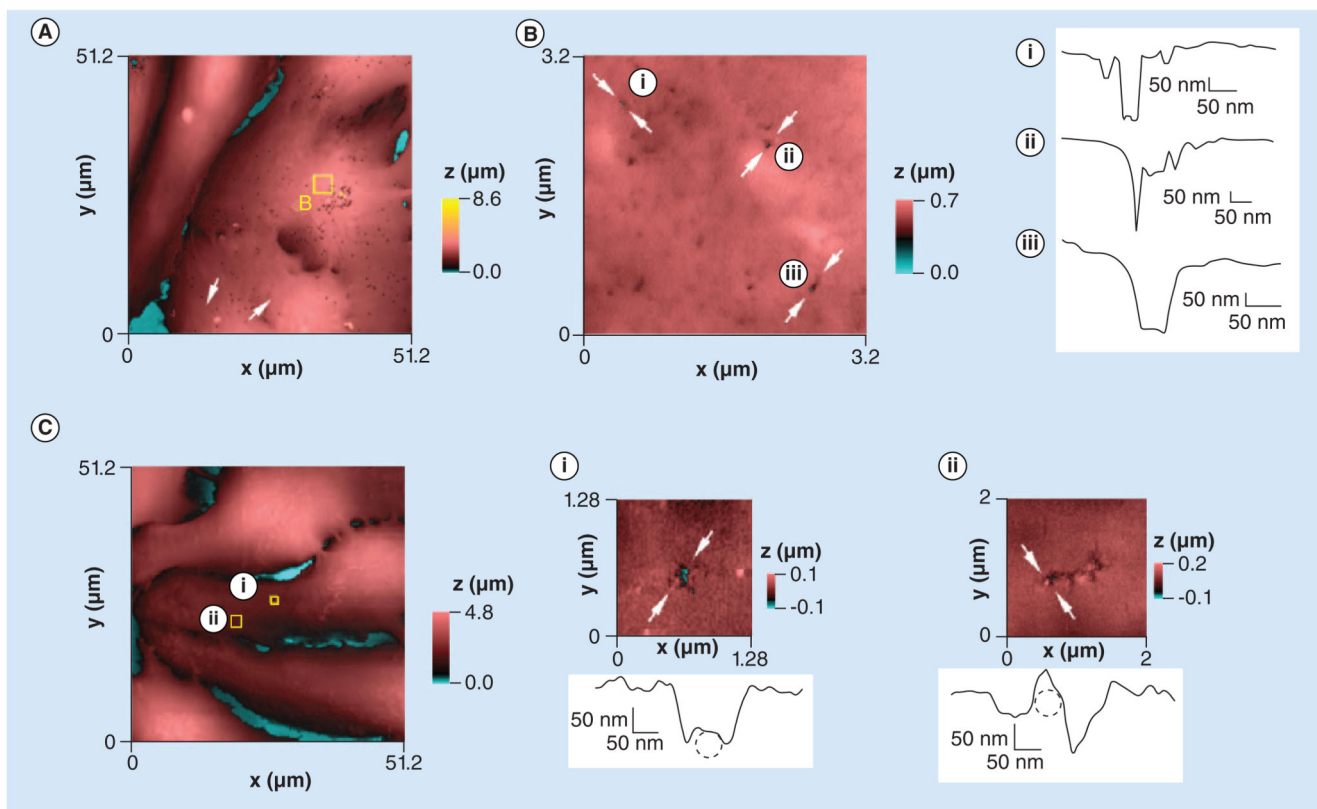 A
51.2
y (µm)
0
0
51.2
x (µm)
B
z (µm)
8.6
0.0
B
3.2
y (µm)
0
0
3.2
x (µm)
i
ii
iii
z (µm)
0.7
0.0
i
50 nm
50 nm
ii
50 nm
50 nm
iii
50 nm
50 nm
C
51.2
y (µm)
0
0
51.2
x (µm)
i
ii
z (µm)
4.8
0.0
i
1.28
y (µm)
0
0
1.28
x (µm)
z (µm)
0.1
-0.1
50 nm
50 nm
ii
2
y (µm)
0
0
2
x (µm)
z (µm)
0.2
-0.1
50 nm
50 nm